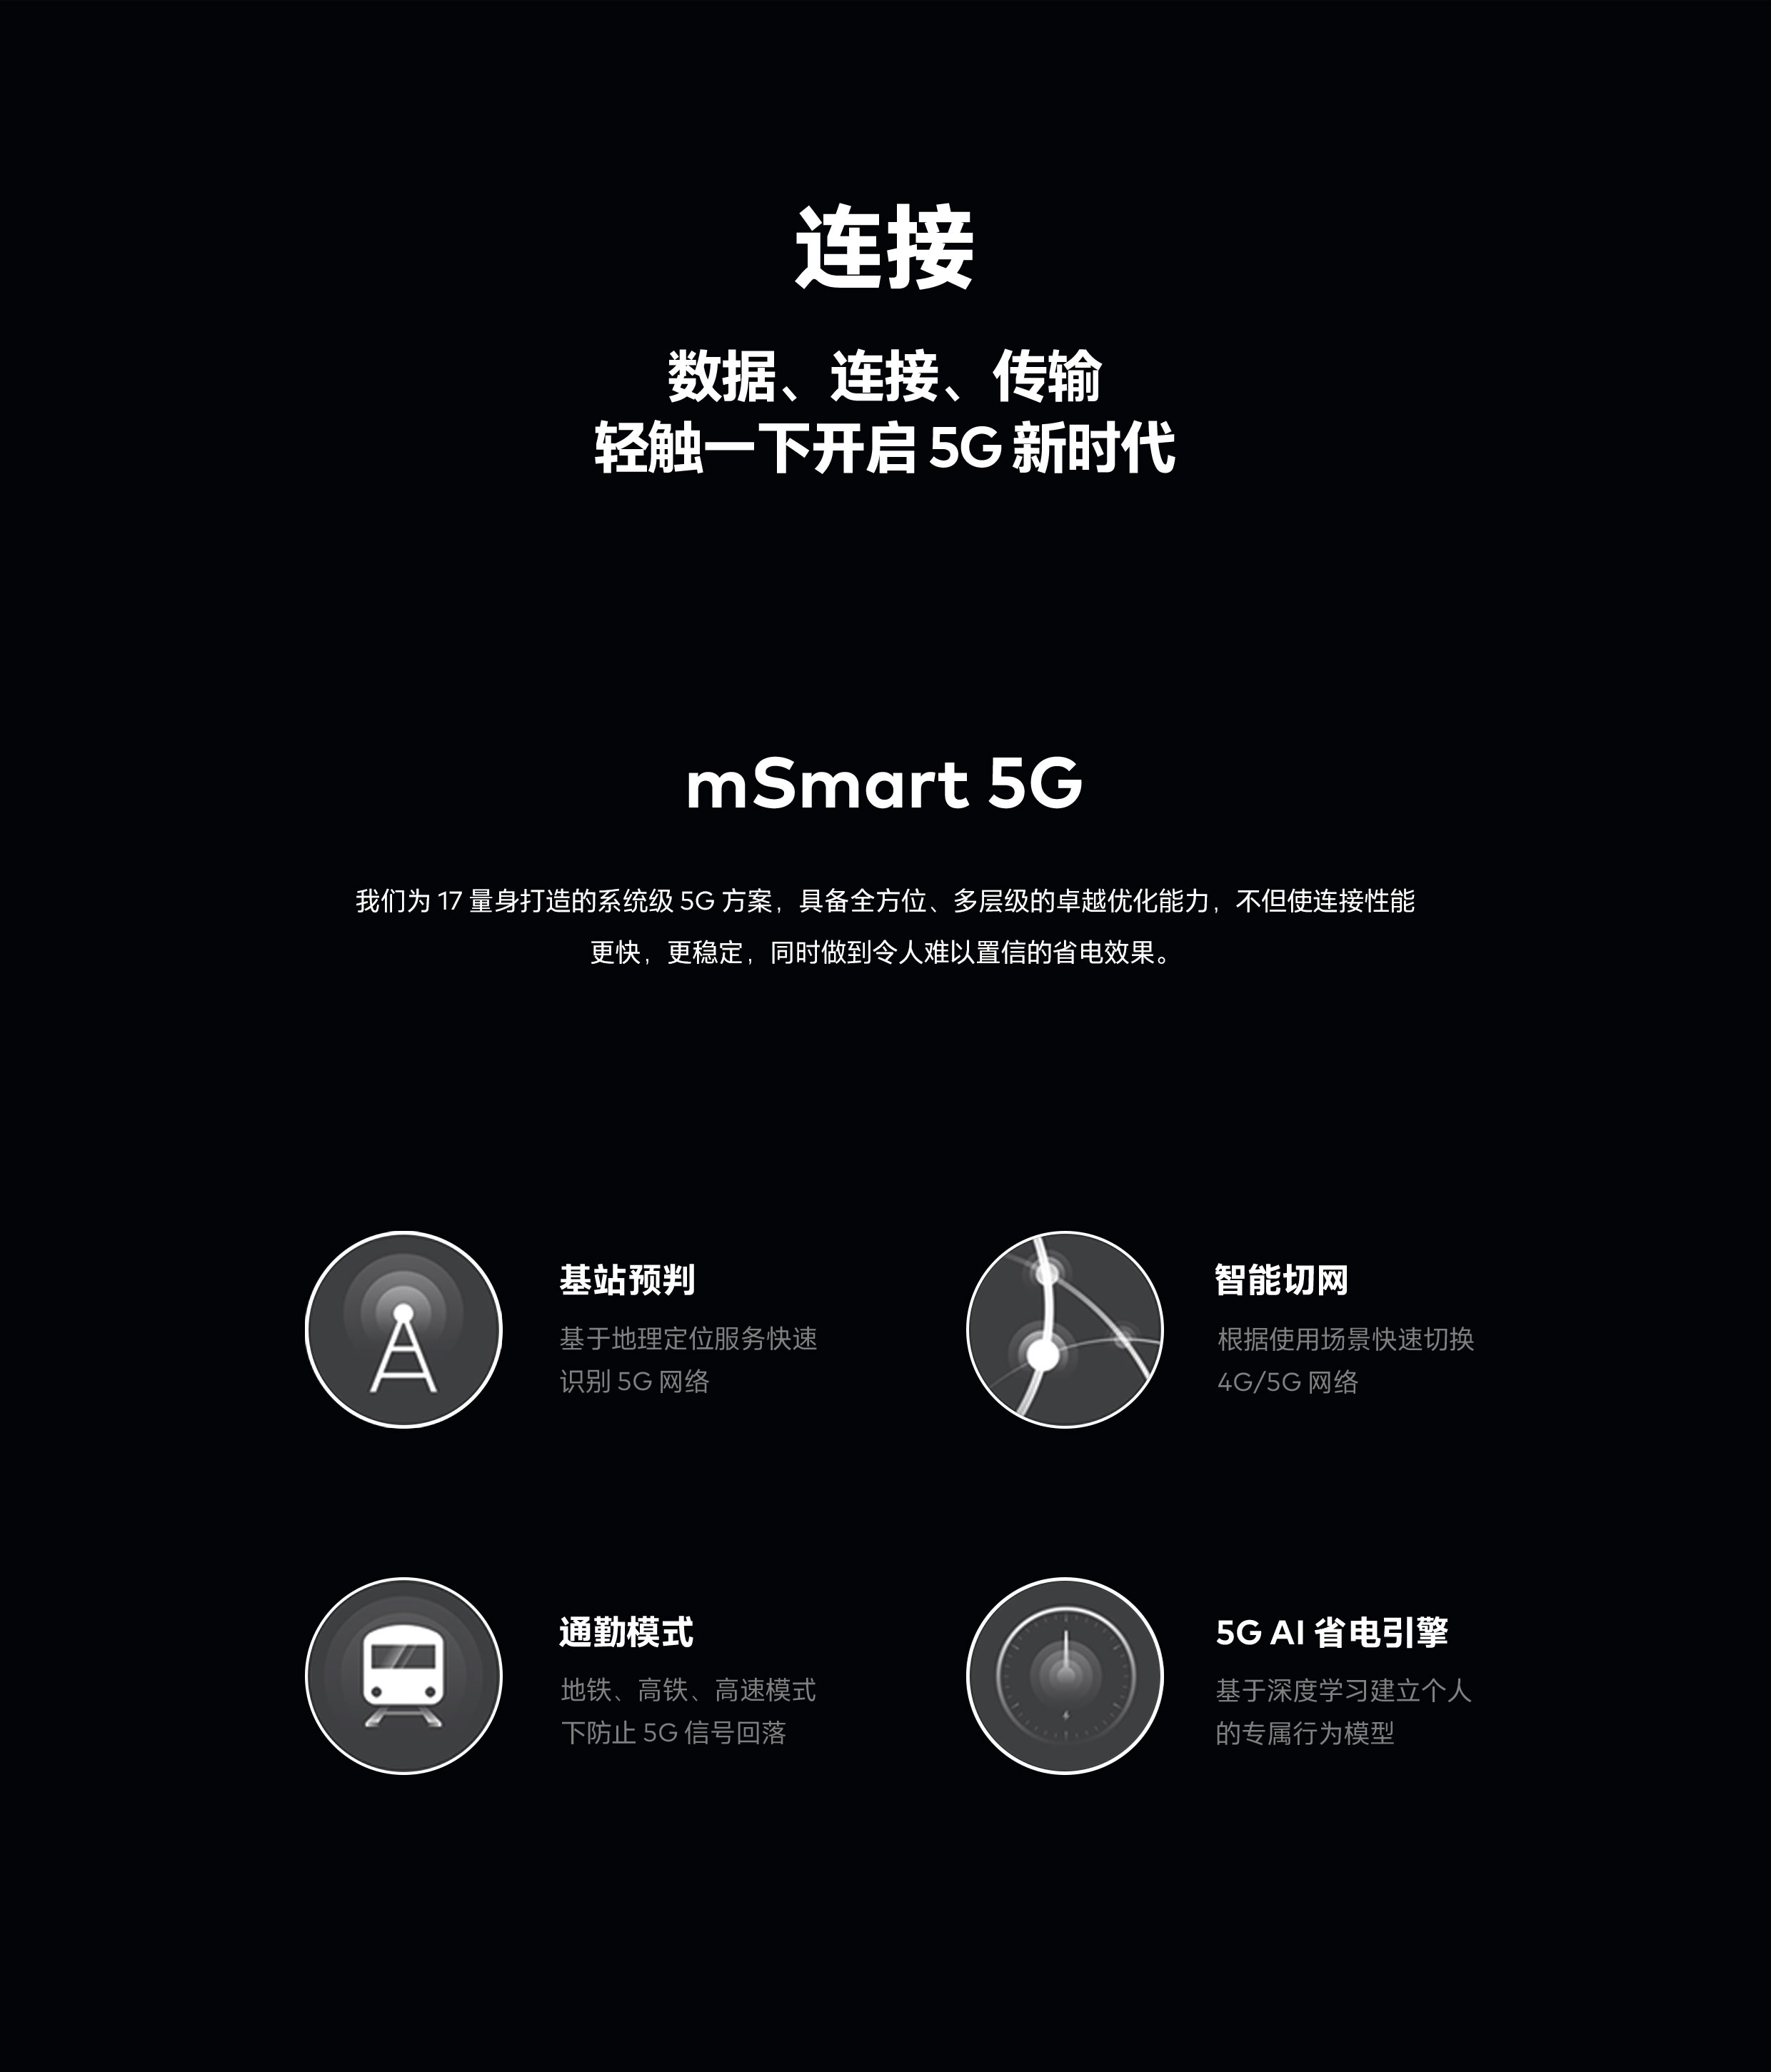 连接
数据、连接、传输
轻触一下开启 5G 新时代
mSmart 5G
我们为 17 量身打造的系统级 5G 方案，具备全方位、多层级的卓越优化能力，不但使连接性能
更快，更稳定，同时做到令人难以置信的省电效果。
基站预判
基于地理定位服务快速
识别 5G 网络
智能切网
根据使用场景快速切换
4G/5G 网络
通勤模式
地铁、高铁、高速模式
下防止 5G 信号回落
5G AI 省电引擎
基于深度学习建立个人
的专属行为模型